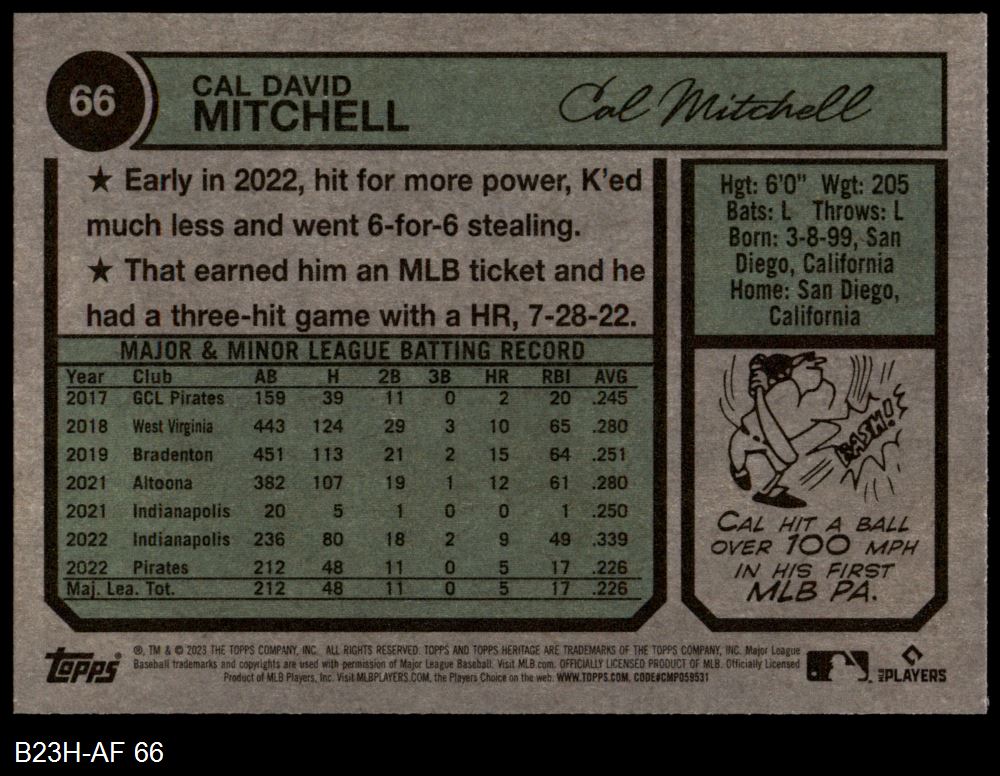 66
CAL DAVID
MITCHELL
Cal Mitchell
★ Early in 2022, hit for more power, K'ed
much less and went 6-for-6 stealing.
★ That earned him an MLB ticket and he
had a three-hit game with a HR, 7-28-22.
Hgt: 6'0" Wgt: 205
Bats: L Throws: L
Born: 3-8-99, San
Diego, California
Home: San Diego,
California
MAJOR & MINOR LEAGUE BATTING RECORD
Year Club AB H 2B 3B HR RBI AVG
2017 GCL Pirates 159 39 11 0 2 20 .245
2018 West Virginia 443 124 29 3 10 65 .280
2019 Bradenton 451 113 21 2 15 64 .251
2021 Altoona 382 107 19 1 12 61 .280
2021 Indianapolis 20 5 1 0 0 1 .250
2022 Indianapolis 236 80 18 2 9 49 .339
2022 Pirates 212 48 11 0 5 17 .226
Maj. Lea. Tot. 212 48 11 0 5 17 .226
BASH!
CAL HIT A BALL
OVER 100 MPH
IN HIS FIRST
MLB PA.
TOPPS
®, TM & © 2023 THE TOPPS COMPANY, INC. ALL RIGHTS RESERVED. TOPPS AND TOPPS HERITAGE ARE TRADEMARKS OF THE TOPPS COMPANY, INC. Major League
Baseball trademarks and copyrights are used with permission of Major League Baseball. Visit MLB.com. OFFICIALLY LICENSED PRODUCT OF MLB. Officially Licensed
Product of MLB Players, Inc. Visit MLBPLAYERS.COM, the Players Choice on the web. WWW.TOPPS.COM. CODE#CMP059531
MLB PLAYERS
B23H-AF 66